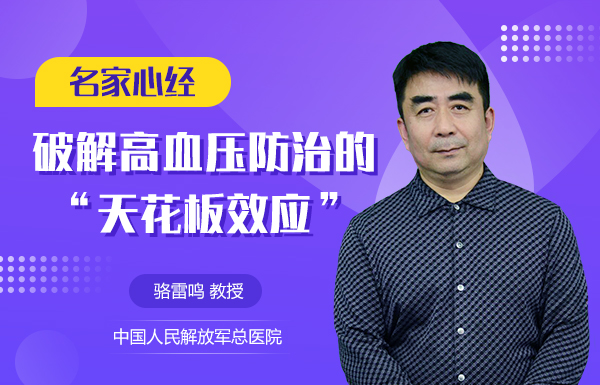 名家心经
破解高血压防治的
“天花板效应”
骆雷鸣 教授
中国人民解放军总医院